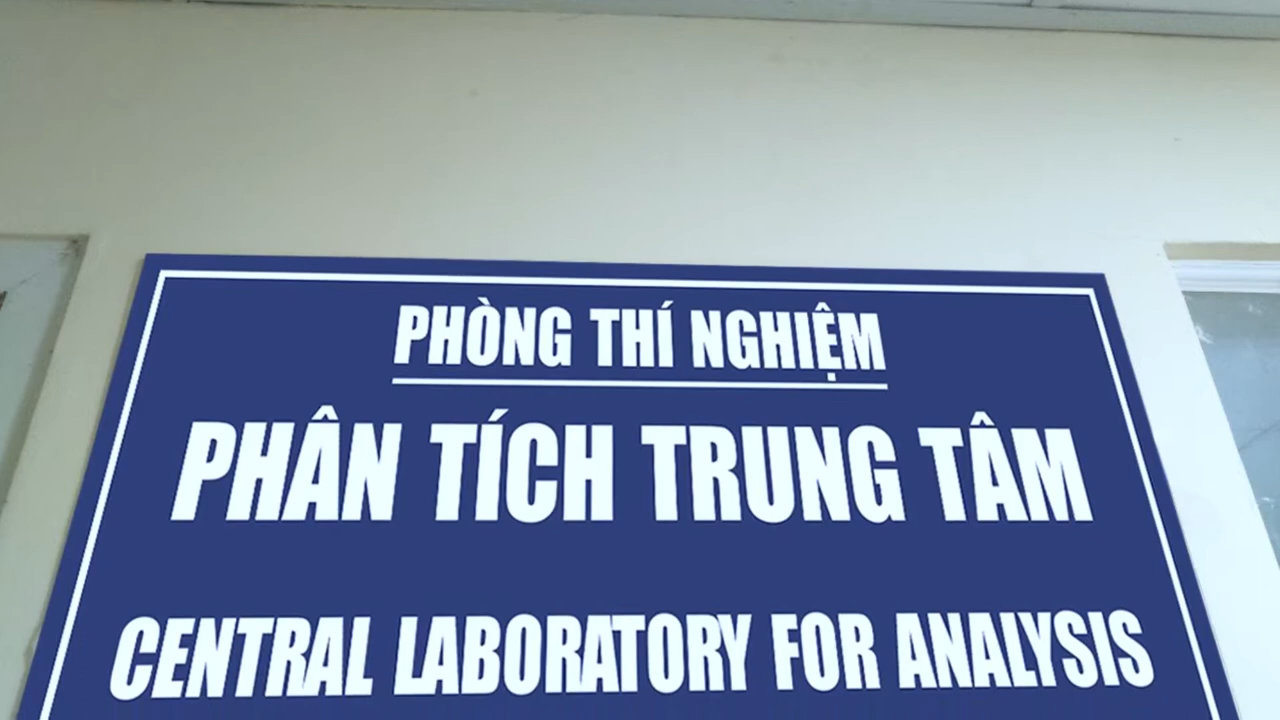 PHÒNG THÍ NGHIỆM
PHÂN TÍCH TRUNG TÂM
CENTRAL LABORATORY FOR ANALYSIS